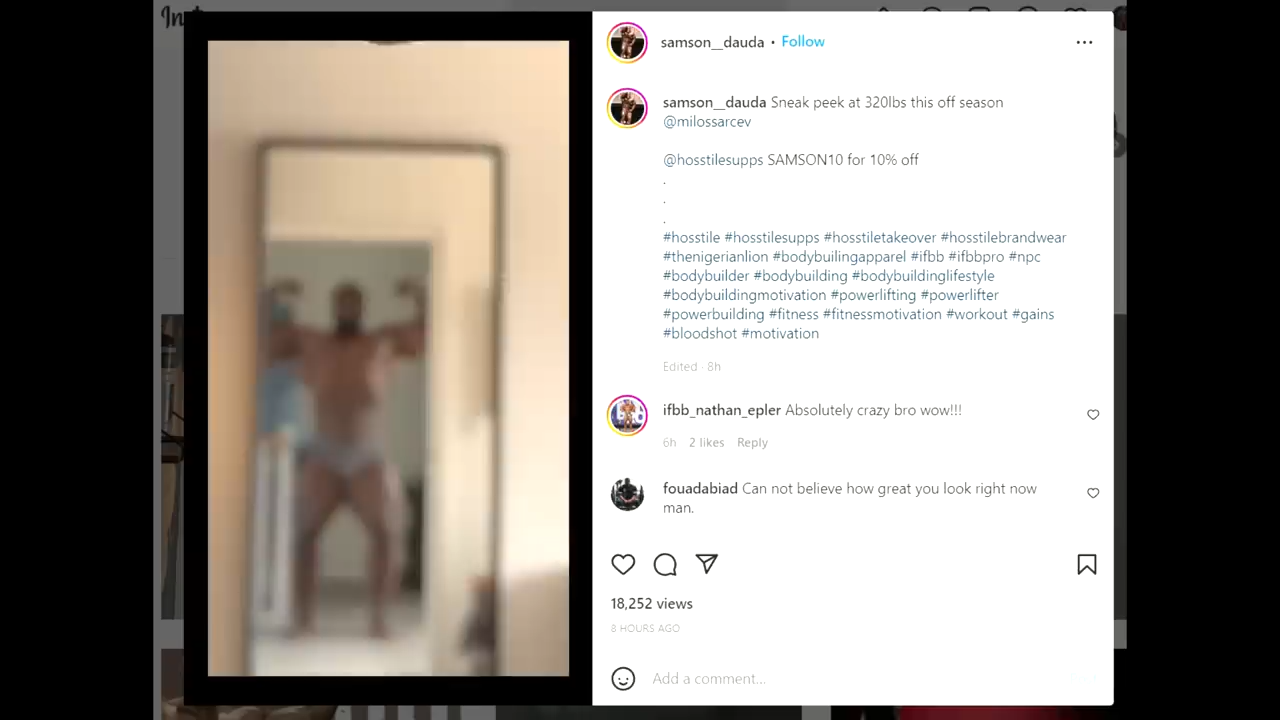 samson__dauda • Follow
samson__dauda Sneak peek at 320lbs this off season
@milossarcev
@hosstilesupps SAMSON10 for 10% off
.
.
.
#hosstile #hosstilesupps #hosstiletakeover #hosstilebrandwear
#thenigerianlion #bodybuilingapparel #ifbb #ifbbpro #npc
#bodybuilder #bodybuilding #bodybuildinglifestyle
#bodybuildingmotivation #powerlifting #powerlifter
#powerbuilding #fitness #fitnessmotivation #workout #gains
#bloodshot #motivation
Edited · 8h
ifbb_nathan_epler Absolutely crazy bro wow!!!
6h 2 likes Reply
fouadabiad Can not believe how great you look right now
man.
18,252 views
8 HOURS AGO
Add a comment...